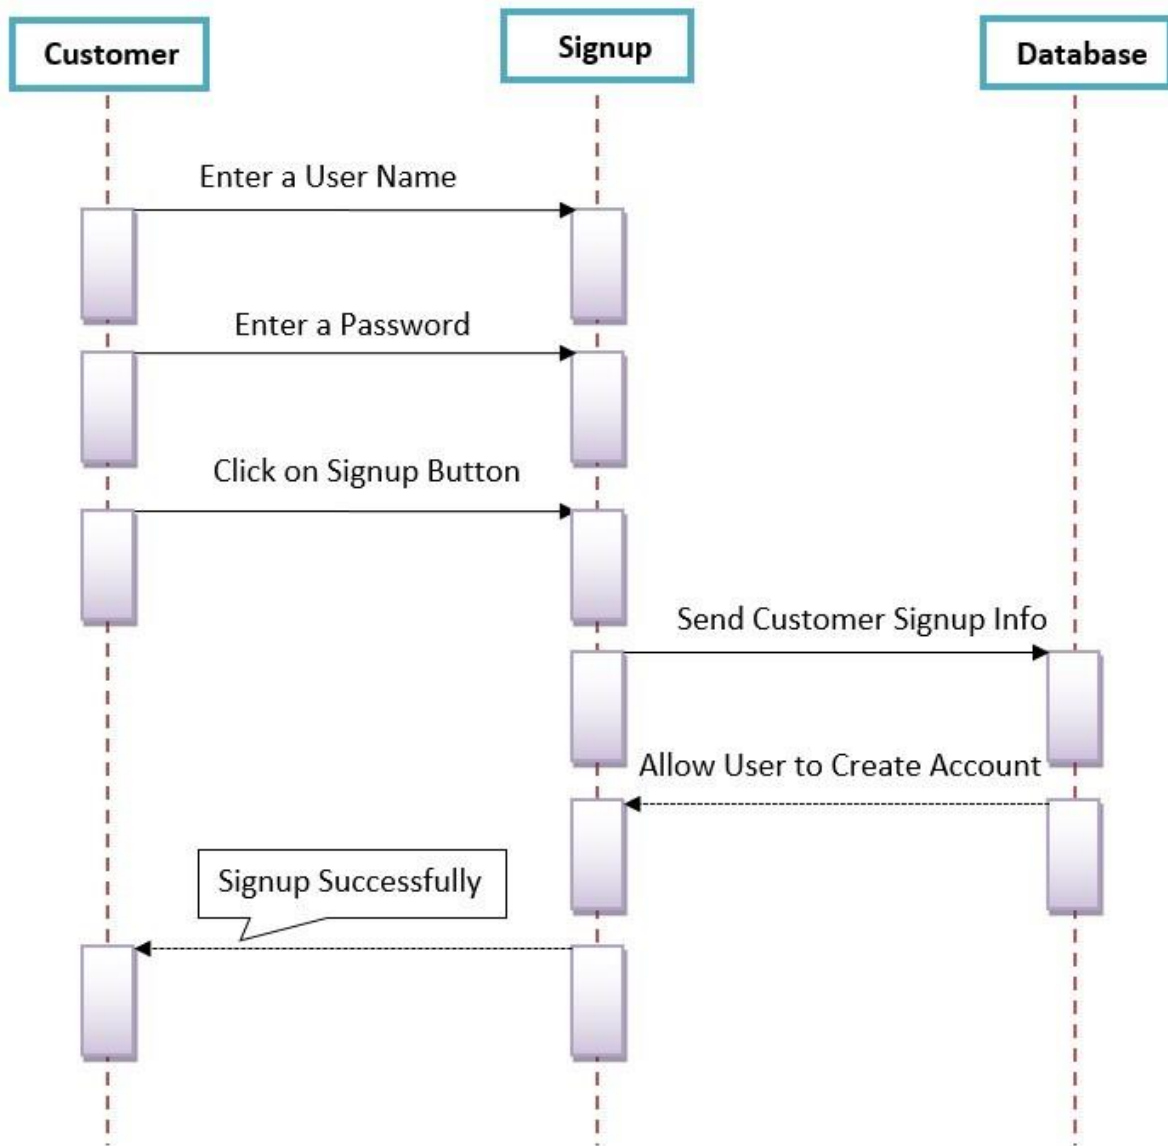 Customer
Signup
Database
Enter a User Name
Enter a Password
Click on Signup Button
Send Customer Signup Info
Allow User to Create Account
Signup Successfully